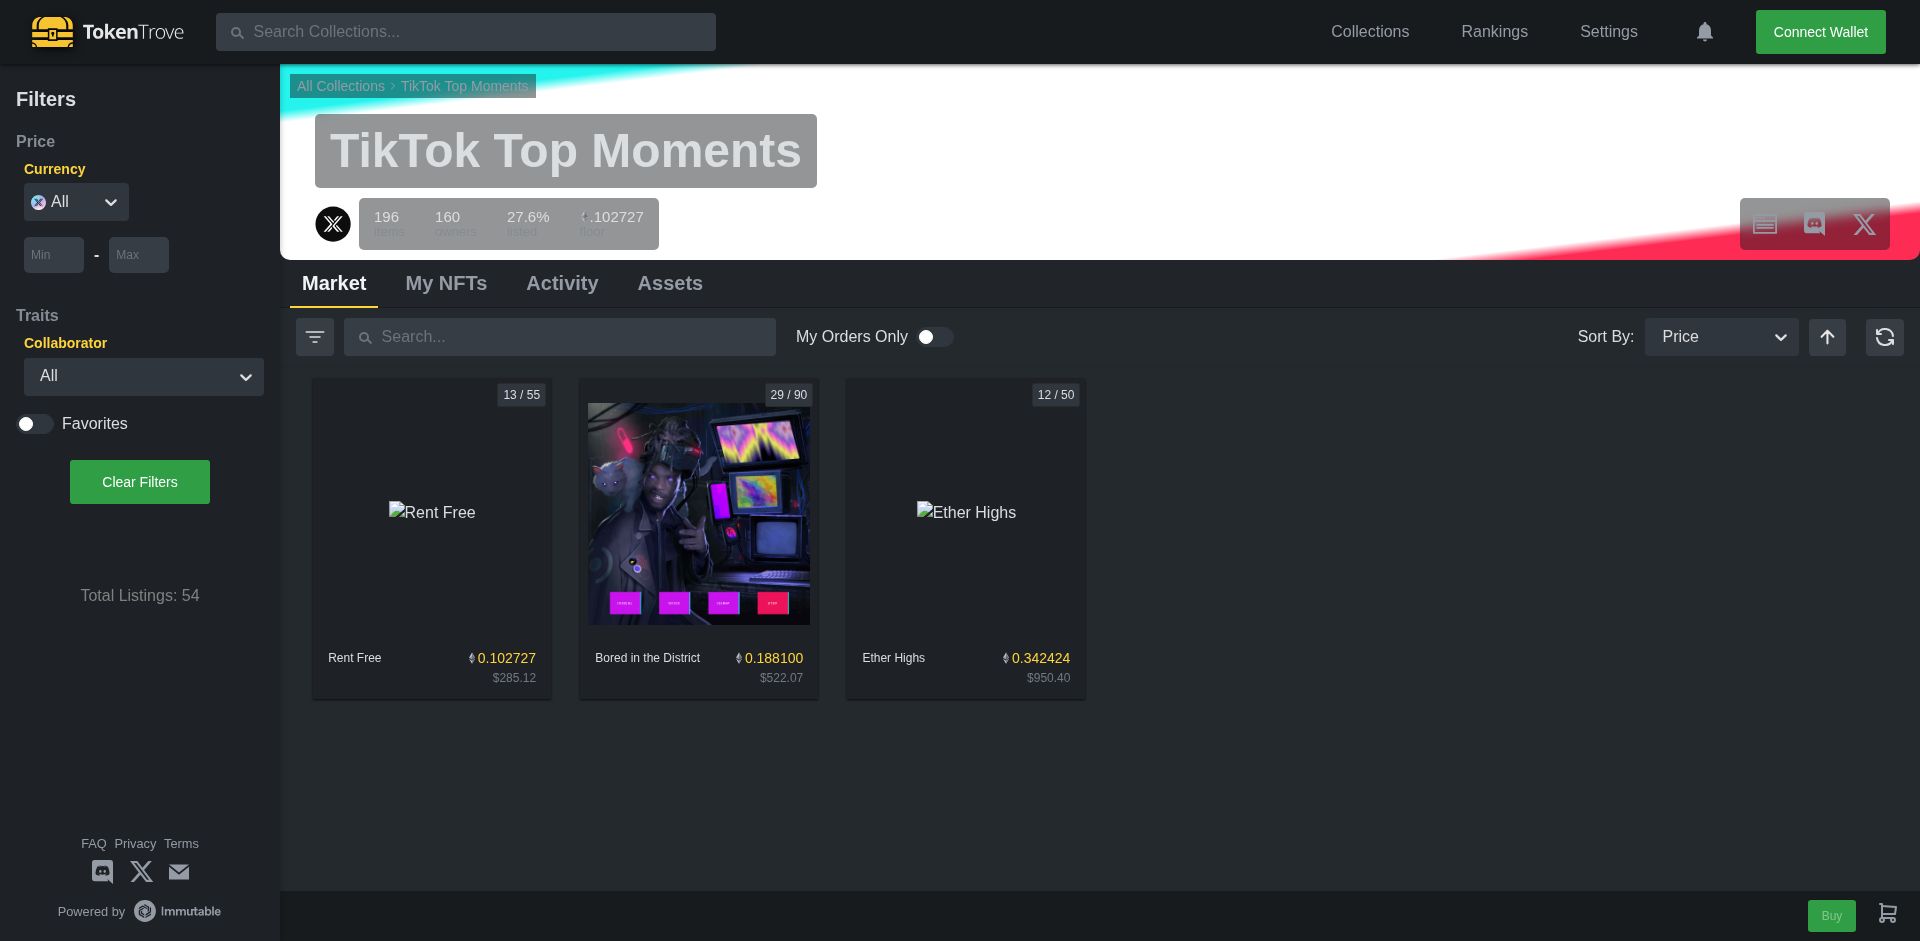 TokenTrove
Search Collections...
Collections
Rankings
Settings
Connect Wallet
Filters
Price
Currency
All
Min
-
Max
Traits
Collaborator
All
Favorites
Clear Filters
Total Listings: 54
FAQ Privacy Terms
Powered by Immutable
All Collections > TikTok Top Moments
TikTok Top Moments
196 160 27.6% .102727
items owners listed floor
Market
My NFTs
Activity
Assets
Search...
My Orders Only
Sort By:
Price
13 / 55
Rent Free
Rent Free 0.102727
$285.12
29 / 90
Bored in the District 0.188100
$522.07
12 / 50
Ether Highs
Ether Highs 0.342424
$950.40
Buy